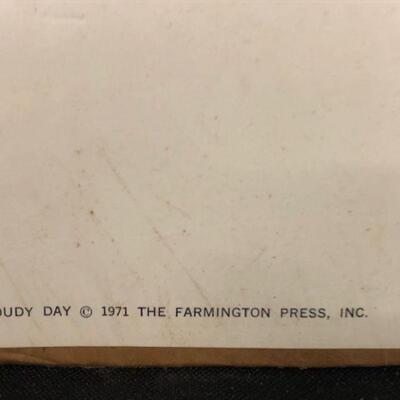 OUDY DAY © 1971 THE FARMINGTON PRESS, INC.